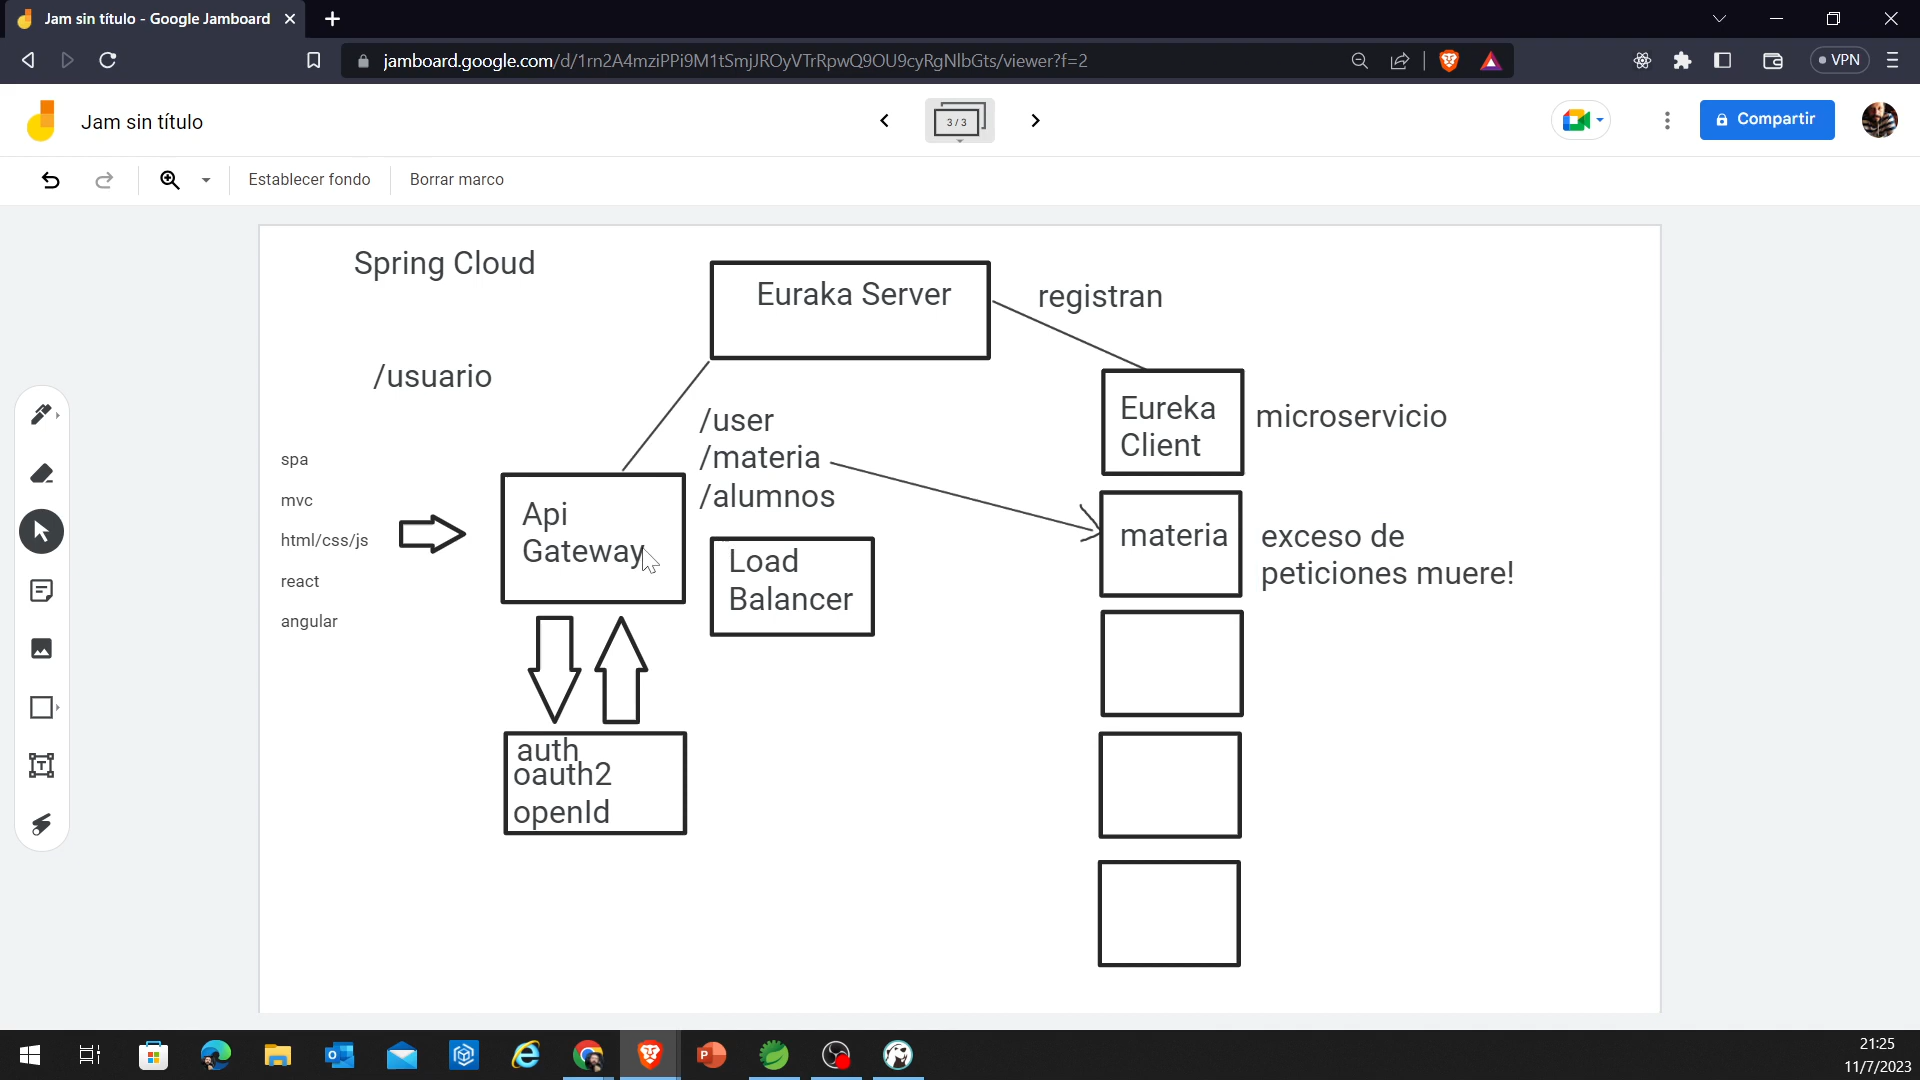 Jam sin título - Google Jamboard
jamboard.google.com/d/1rn2A4mziPPi9M1tSmjJROyVTrRpwQ9OU9cyRgNlbGts/viewer?f=2
VPN
Jam sin título
3 / 3
Compartir
Establecer fondo
Borrar marco
Spring Cloud
Euraka Server
registran
/usuario
Eureka
Client
microservicio
/user
/materia
/alumnos
spa
mvc
html/css/js
react
angular
Api
Gateway
Load
Balancer
materia
exceso de
peticiones muere!
auth
oauth2
openId
21:25
11/7/2023